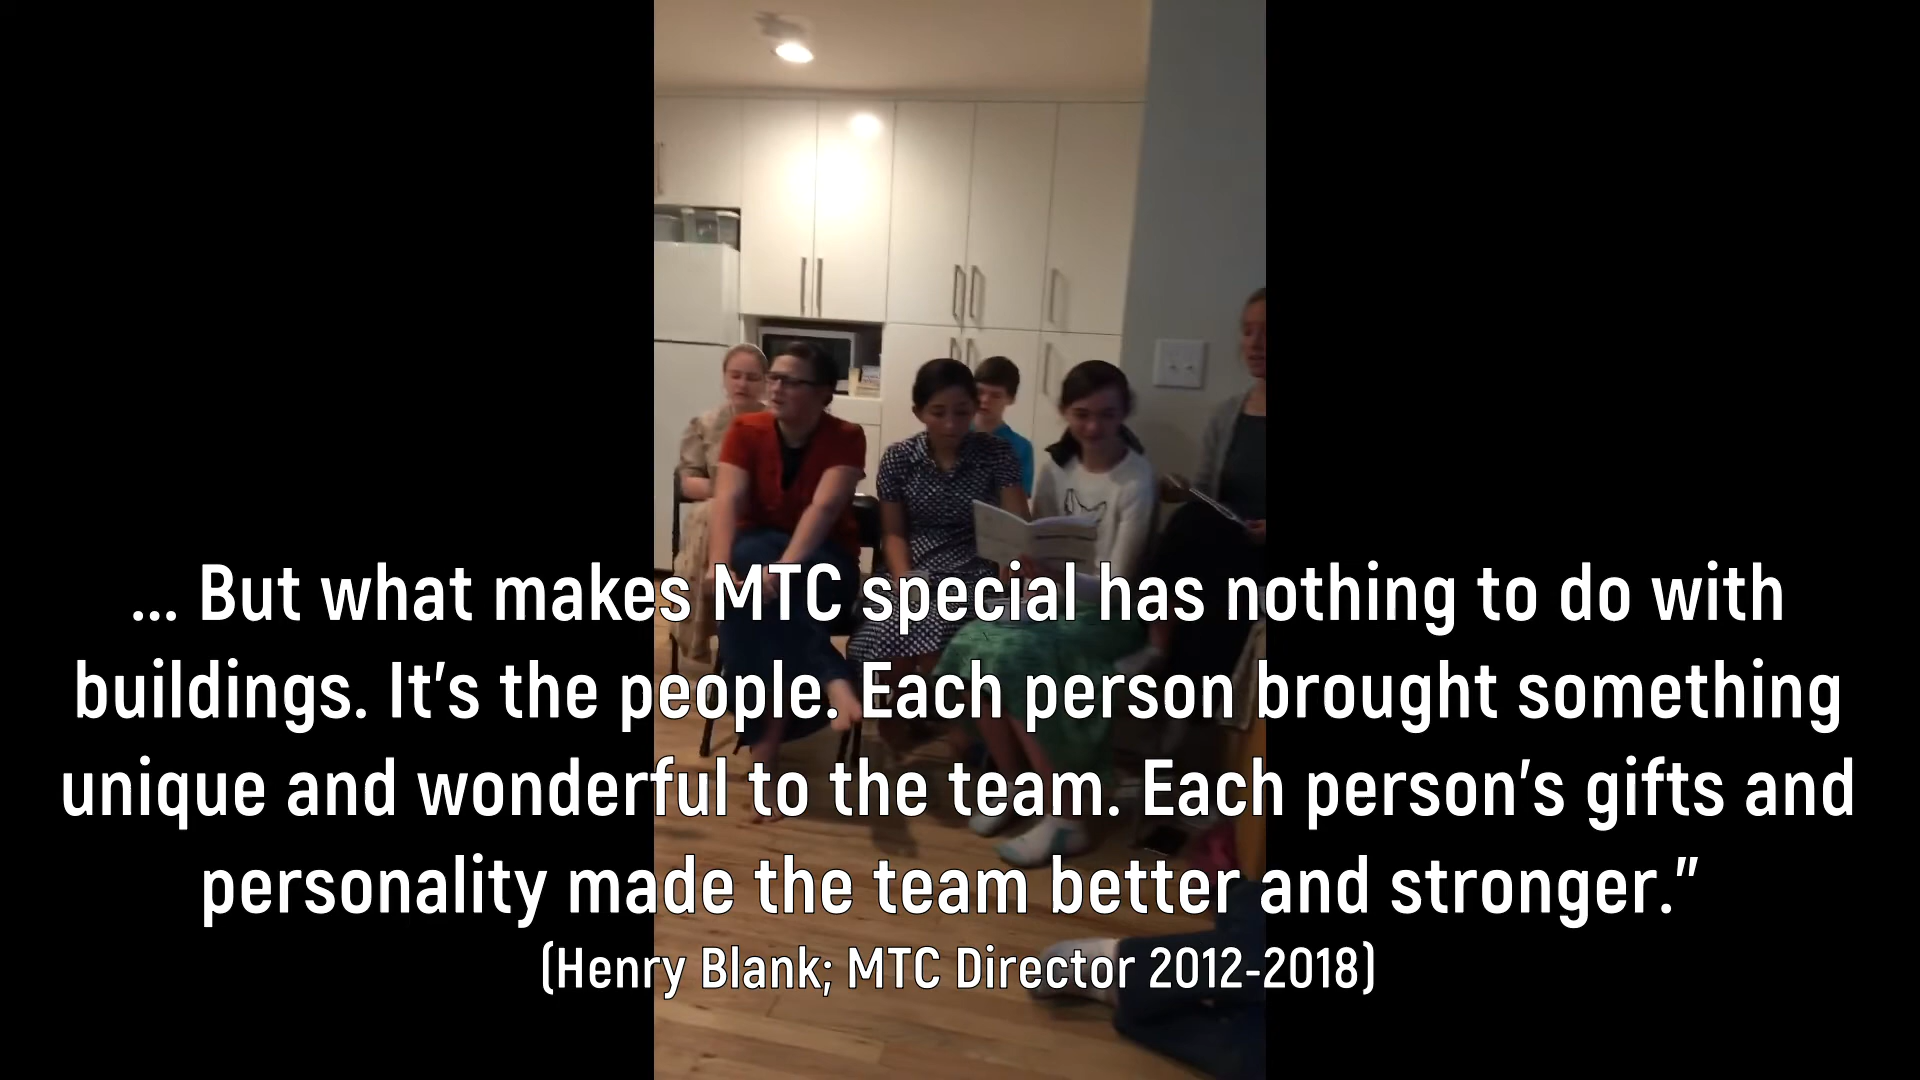 ... But what makes MTC special has nothing to do with
buildings. It’s the people. Each person brought something
unique and wonderful to the team. Each person’s gifts and
personality made the team better and stronger.”
(Henry Blank; MTC Director 2012-2018)